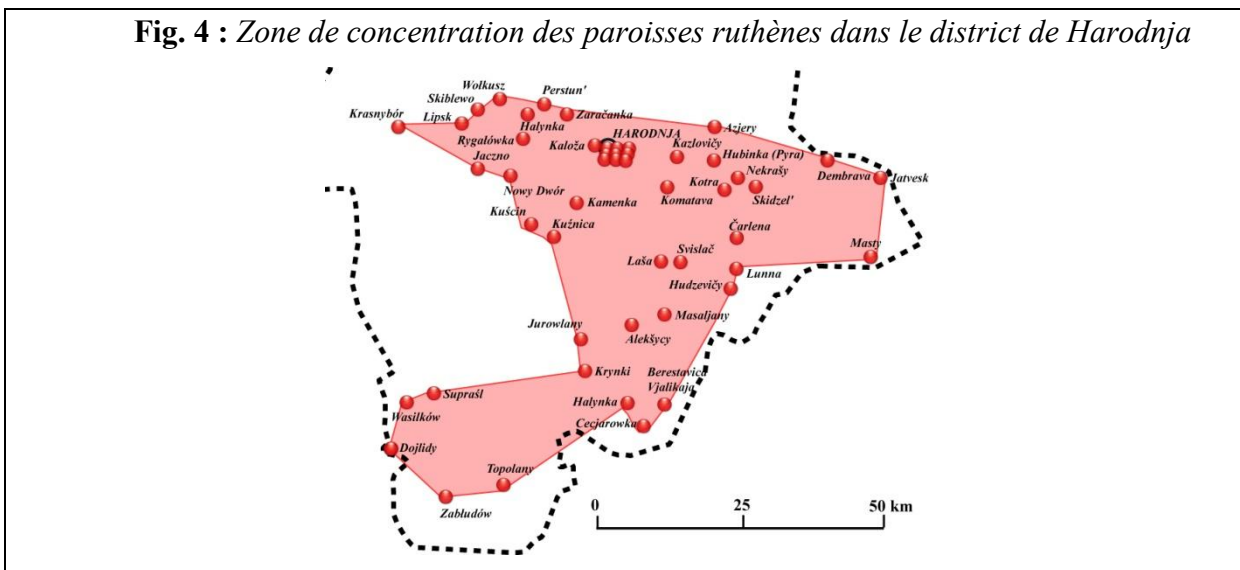 Fig. 4 : Zone de concentration des paroisses ruthènes dans le district de Harodnja
Wołkusz
Perstun'
Skiblewo
Krasnybór
Lipsk
Zaračanka
Halynka
HARODNJA
Azjery
Rygałówka
Kaloža
Kazlovičy
Hubinka (Pyra)
Jaczno
Nekrašy
Dembrava
Jatvesk
Kotra
Skidzel'
Nowy Dwór
Kamenka
Komatava
Kuścin
Kuźnica
Čarlena
Masty
Laša
Svislač
Lunna
Hudzevičy
Masaljany
Jurowlany
Alekšycy
Krynki
Berestavica
Vjalikaja
Supraśl
Halynka
Wasilków
Cecjarowka
Dojlidy
Topolany
Zabłudów
0
25
50 km